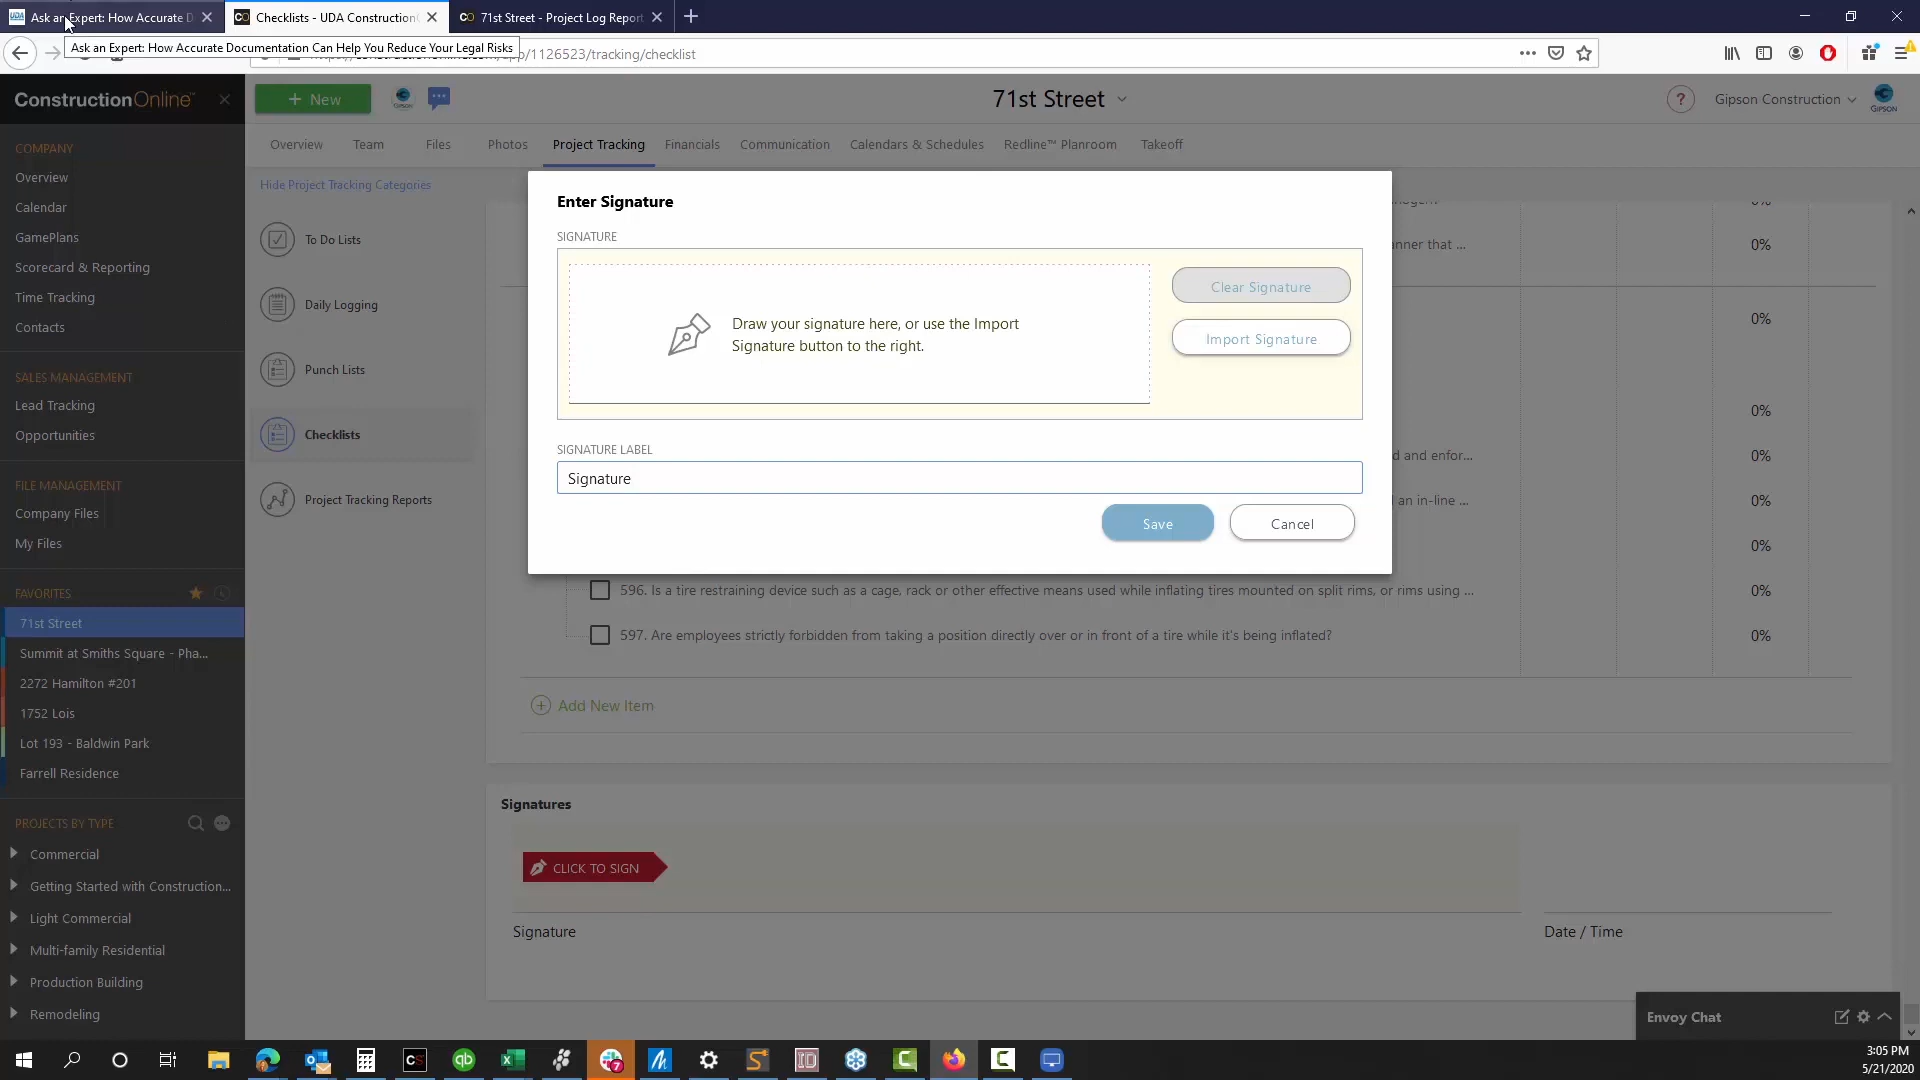 Ask an Expert: How Accurate D
Checklists - UDA Construction
CO 71st Street - Project Log Report
Ask an Expert: How Accurate Documentation Can Help You Reduce Your Legal Risks
/1126523/tracking/checklist
ConstructionOnline™
+ New
GIPSON
71st Street
?
Gipson Construction
GIPSON
COMPANY
Overview
Calendar
GamePlans
Scorecard & Reporting
Time Tracking
Contacts
SALES MANAGEMENT
Lead Tracking
Opportunities
FILE MANAGEMENT
Company Files
My Files
FAVORITES
71st Street
Summit at Smiths Square - Pha...
2272 Hamilton #201
1752 Lois
Lot 193 - Baldwin Park
Farrell Residence
PROJECTS BY TYPE
Commercial
Getting Started with Construction...
Light Commercial
Multi-family Residential
Production Building
Remodeling
Overview
Team
Files
Photos
Project Tracking
Financials
Communication
Calendars & Schedules
Redline™ Planroom
Takeoff
Hide Project Tracking Categories
To Do Lists
Daily Logging
Punch Lists
Checklists
Project Tracking Reports
Enter Signature
SIGNATURE
Draw your signature here, or use the Import
Signature button to the right.
Clear Signature
Import Signature
SIGNATURE LABEL
Signature
Save
Cancel
0%
nner that ... 0%
0%
0%
d and enfor... 0%
an in-line ... 0%
0%
596. Is a tire restraining device such as a cage, rack or other effective means used while inflating tires mounted on split rims, or rims using ... 0%
597. Are employees strictly forbidden from taking a position directly over or in front of a tire while it's being inflated? 0%
Add New Item
Signatures
CLICK TO SIGN
Signature
Date / Time
Envoy Chat
3:05 PM
5/21/2020